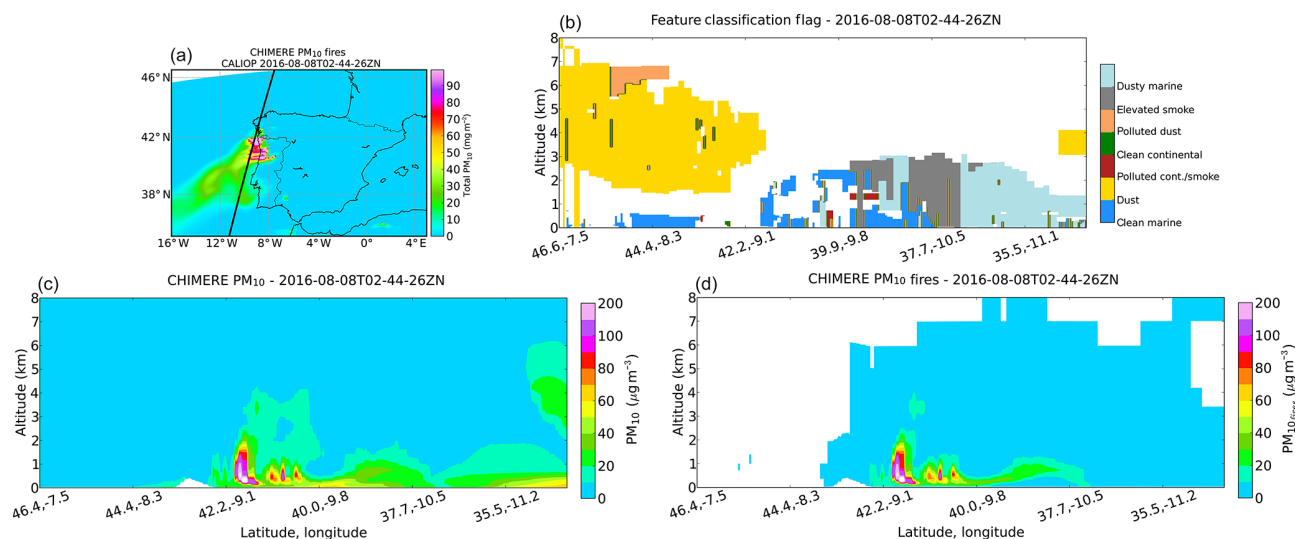 (a)
CHIMERE PM10 fires
CALIOP 2016-08-08T02-44-26ZN
46° N
42° N
38° N
16° W 12° W 8° W 4° W 0° 4° E
90
80
70
60
50
40
30
20
10
0
Total PM10 (mg m−2)
(b)
Feature classification flag - 2016-08-08T02-44-26ZN
Altitude (km)
8
7
6
5
4
3
2
1
0
46.6,-7.5 44.4,-8.3 42.2,-9.1 39.9,-9.8 37.7,-10.5 35.5,-11.1
Dusty marine
Elevated smoke
Polluted dust
Clean continental
Polluted cont./smoke
Dust
Clean marine
(c)
CHIMERE PM10 - 2016-08-08T02-44-26ZN
Altitude (km)
8
7
6
5
4
3
2
1
0
46.4,-7.5 44.4,-8.3 42.2,-9.1 40.0,-9.8 37.7,-10.5 35.5,-11.2
Latitude, longitude
200
100
80
60
40
20
0
PM10 (μg m−3)
(d)
CHIMERE PM10 fires - 2016-08-08T02-44-26ZN
Altitude (km)
8
7
6
5
4
3
2
1
0
46.4,-7.5 44.4,-8.3 42.2,-9.1 40.0,-9.8 37.7,-10.5 35.5,-11.2
Latitude, longitude
200
100
80
60
40
20
0
PM10 fires (μg m−3)